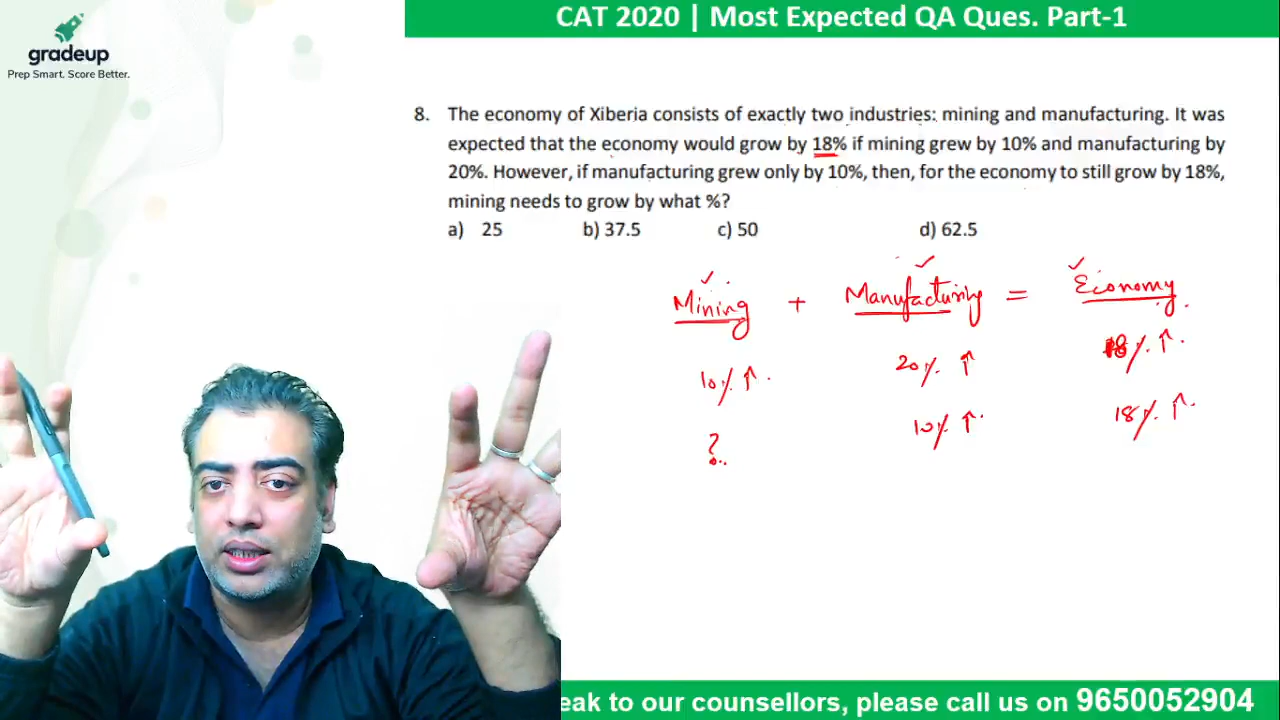 CAT 2020 | Most Expected QA Ques. Part-1
gradeup
Prep Smart. Score Better.
8. The economy of Xiberia consists of exactly two industries: mining and manufacturing. It was
expected that the economy would grow by 18% if mining grew by 10% and manufacturing by
20%. However, if manufacturing grew only by 10%, then, for the economy to still grow by 18%,
mining needs to grow by what %?
a) 25 b) 37.5 c) 50 d) 62.5
Mining + Manufacturing = Economy
10% ↑ 20% ↑ 18% ↑
? 10% ↑ 18% ↑
eak to our counsellors, please call us on 9650052904